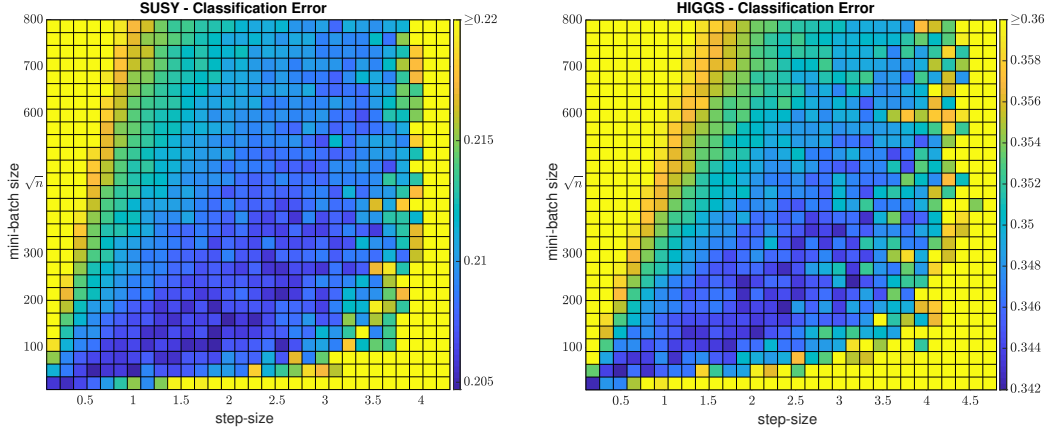 SUSY - Classification Error
800
700
600
√n
300
200
100
mini-batch size
0.5 1 1.5 2 2.5 3 3.5 4
step-size
≥0.22
0.215
0.21
0.205
HIGGS - Classification Error
800
700
600
√n
300
200
100
mini-batch size
0.5 1 1.5 2 2.5 3 3.5 4 4.5
step-size
≥0.36
0.358
0.356
0.354
0.352
0.35
0.348
0.346
0.344
0.342